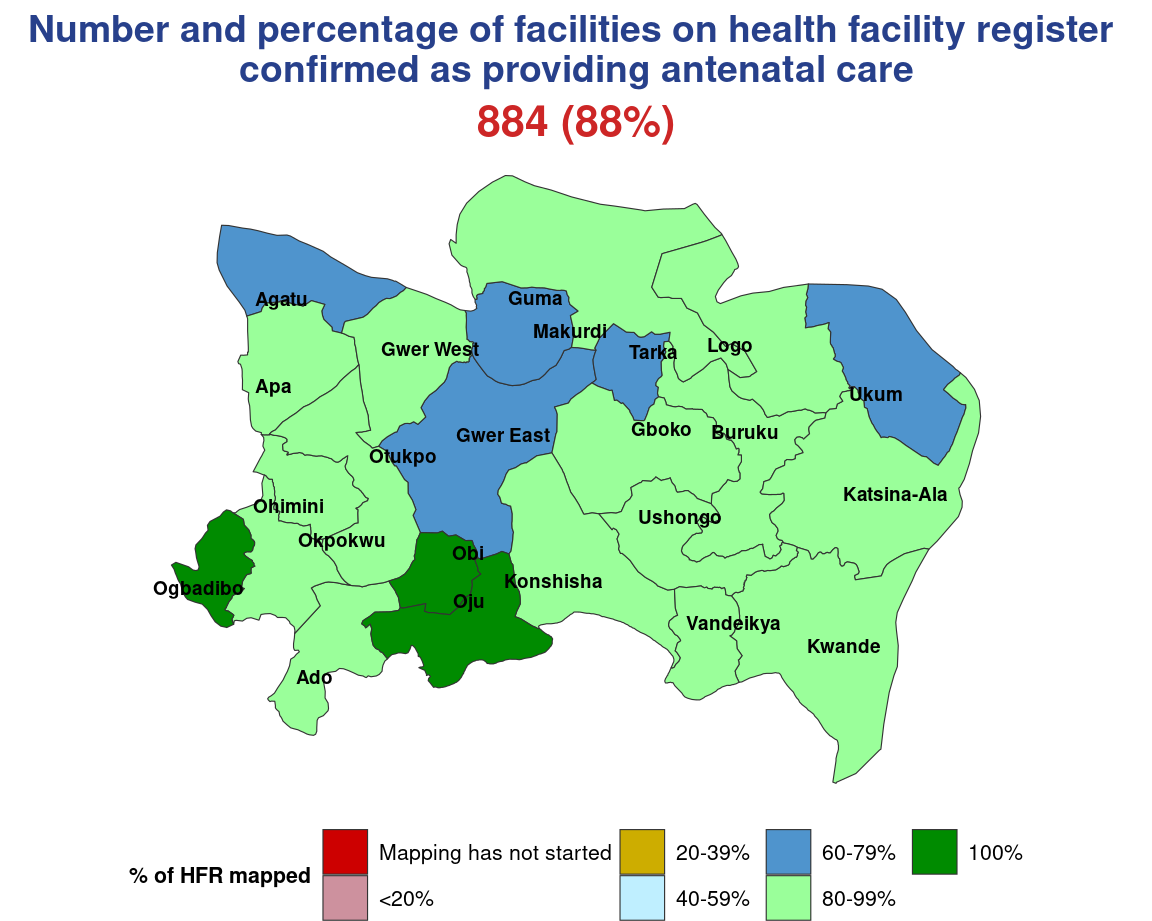 Number and percentage of facilities on health facility register
confirmed as providing antenatal care
884 (88%)
Agatu
Guma
Makurdi
Gwer West
Tarka
Logo
Apa
Ukum
Gwer East
Gboko
Buruku
Otukpo
Katsina-Ala
Ohimini
Ushongo
Okpokwu
Obi
Konshisha
Ogbadibo
Oju
Vandeikya
Kwande
Ado
% of HFR mapped
Mapping has not started
<20%
20-39%
40-59%
60-79%
80-99%
100%